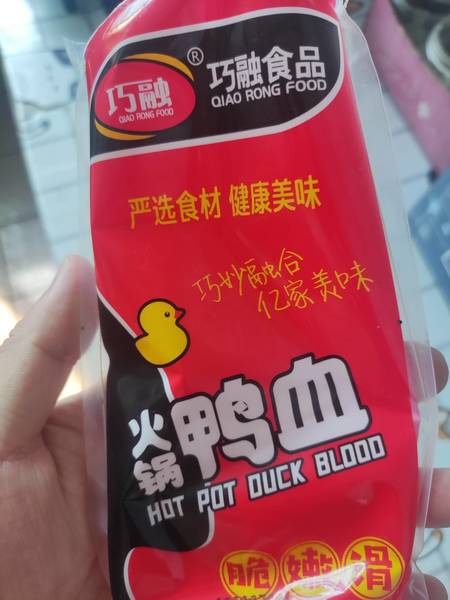 巧融®
QIAO RONG FOOD
巧融食品
QIAO RONG FOOD
严选食材 健康美味
巧妙融合
亿家美味
火锅鸭血
HOT POT DUCK BLOOD
脆 嫩 滑